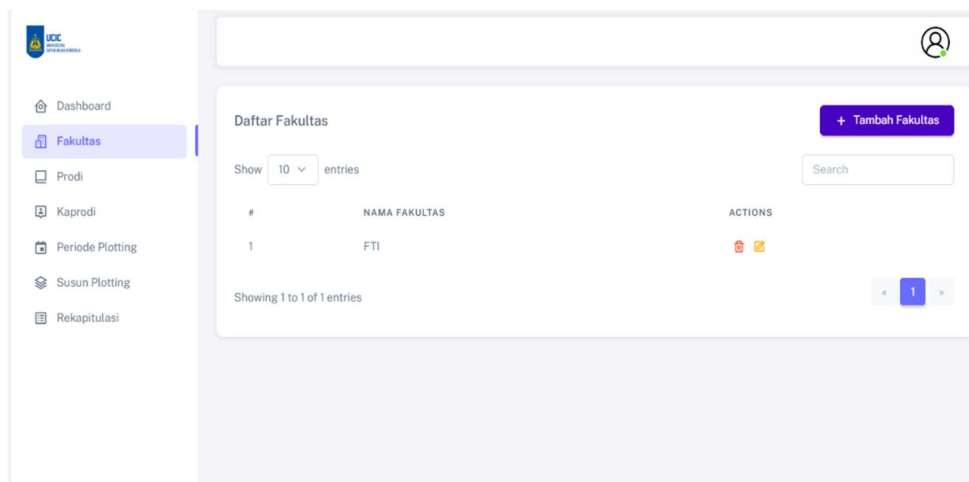 UCIC
Dashboard
Fakultas
Prodi
Kaprodi
Periode Plotting
Susun Plotting
Rekapitulasi
Daftar Fakultas
+ Tambah Fakultas
Show 10 entries
Search
# NAMA FAKULTAS ACTIONS
1 FTI
Showing 1 to 1 of 1 entries
« 1 »